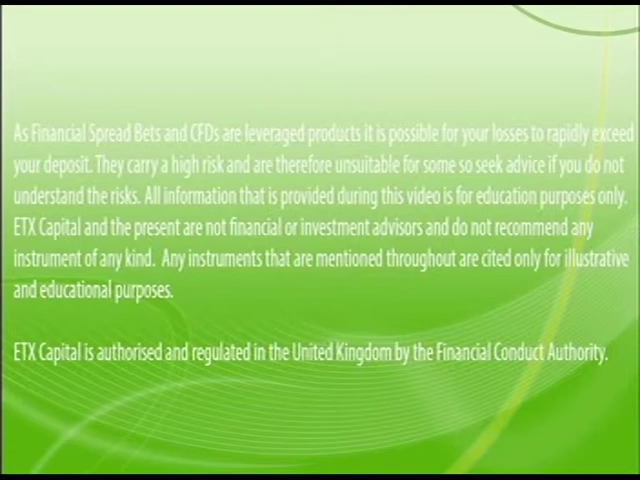 As Financial Spread Bets and CFDs are leveraged products it is possible for your losses to rapidly exceed
your deposit. They carry a high risk and are therefore unsuitable for some so seek advice if you do not
understand the risks. All information that is provided during this video is for education purposes only.
ETX Capital and the present are not financial or investment advisors and do not recommend any
instrument of any kind.  Any instruments that are mentioned throughout are cited only for illustrative
and educational purposes.
ETX Capital is authorised and regulated in the United Kingdom by the Financial Conduct Authority.